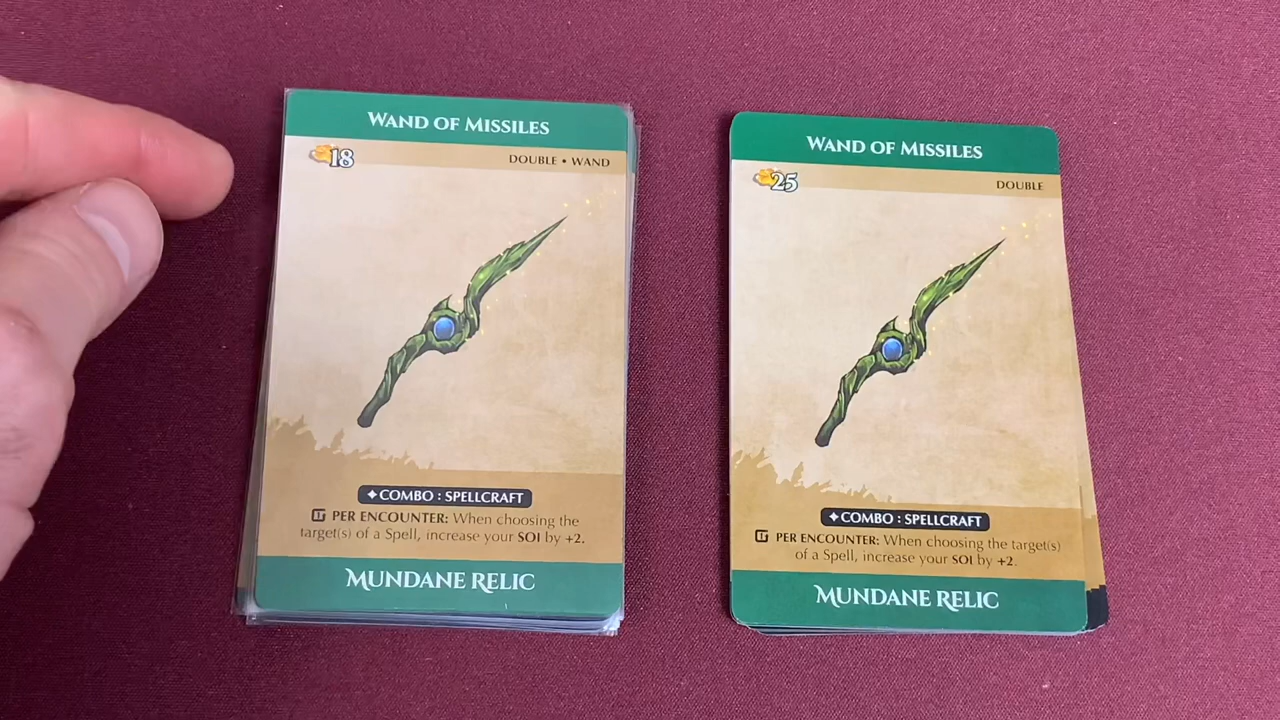 WAND OF MISSILES
18
DOUBLE • WAND
COMBO : SPELLCRAFT
PER ENCOUNTER: When choosing the
target(s) of a Spell, increase your SOI by +2.
MUNDANE RELIC
WAND OF MISSILES
25
DOUBLE
COMBO : SPELLCRAFT
PER ENCOUNTER: When choosing the target(s)
of a Spell, increase your SOI by +2.
MUNDANE RELIC